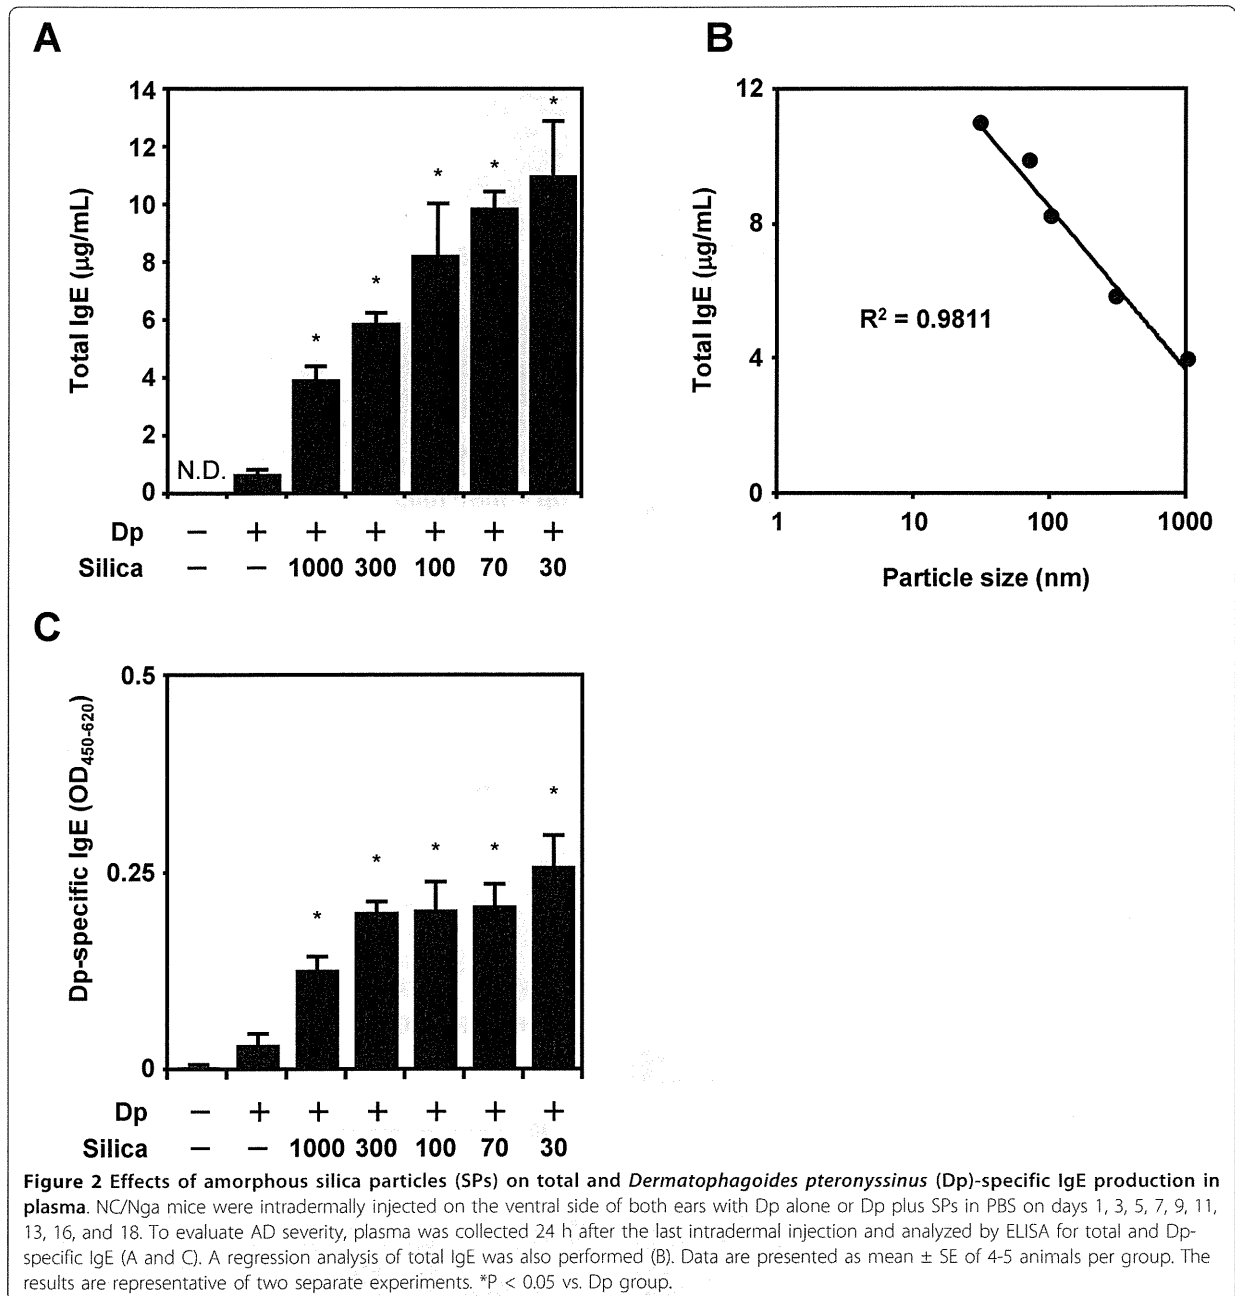 A
14
12
10
8
6
4
2
0
Total IgE (µg/mL)
N.D.
* * * * *
Dp − + + + + + +
Silica − − 1000 300 100 70 30
B
12
8
4
0
Total IgE (µg/mL)
R² = 0.9811
1 10 100 1000
Particle size (nm)
C
0.5
0.25
0
Dp-specific IgE (OD450-620)
* * * * *
Dp − + + + + + +
Silica − − 1000 300 100 70 30
Figure 2 Effects of amorphous silica particles (SPs) on total and Dermatophagoides pteronyssinus (Dp)-specific IgE production in
plasma. NC/Nga mice were intradermally injected on the ventral side of both ears with Dp alone or Dp plus SPs in PBS on days 1, 3, 5, 7, 9, 11,
13, 16, and 18. To evaluate AD severity, plasma was collected 24 h after the last intradermal injection and analyzed by ELISA for total and Dp-
specific IgE (A and C). A regression analysis of total IgE was also performed (B). Data are presented as mean ± SE of 4-5 animals per group. The
results are representative of two separate experiments. *P < 0.05 vs. Dp group.